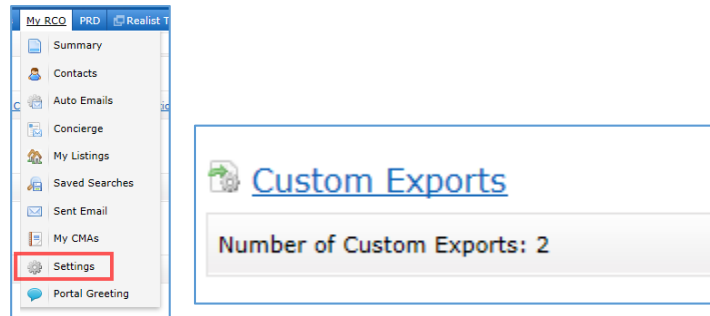 My RCO PRD Realist T
Summary
Contacts
Auto Emails
Concierge
My Listings
Saved Searches
Sent Email
My CMAs
Settings
Portal Greeting
Custom Exports
Number of Custom Exports: 2